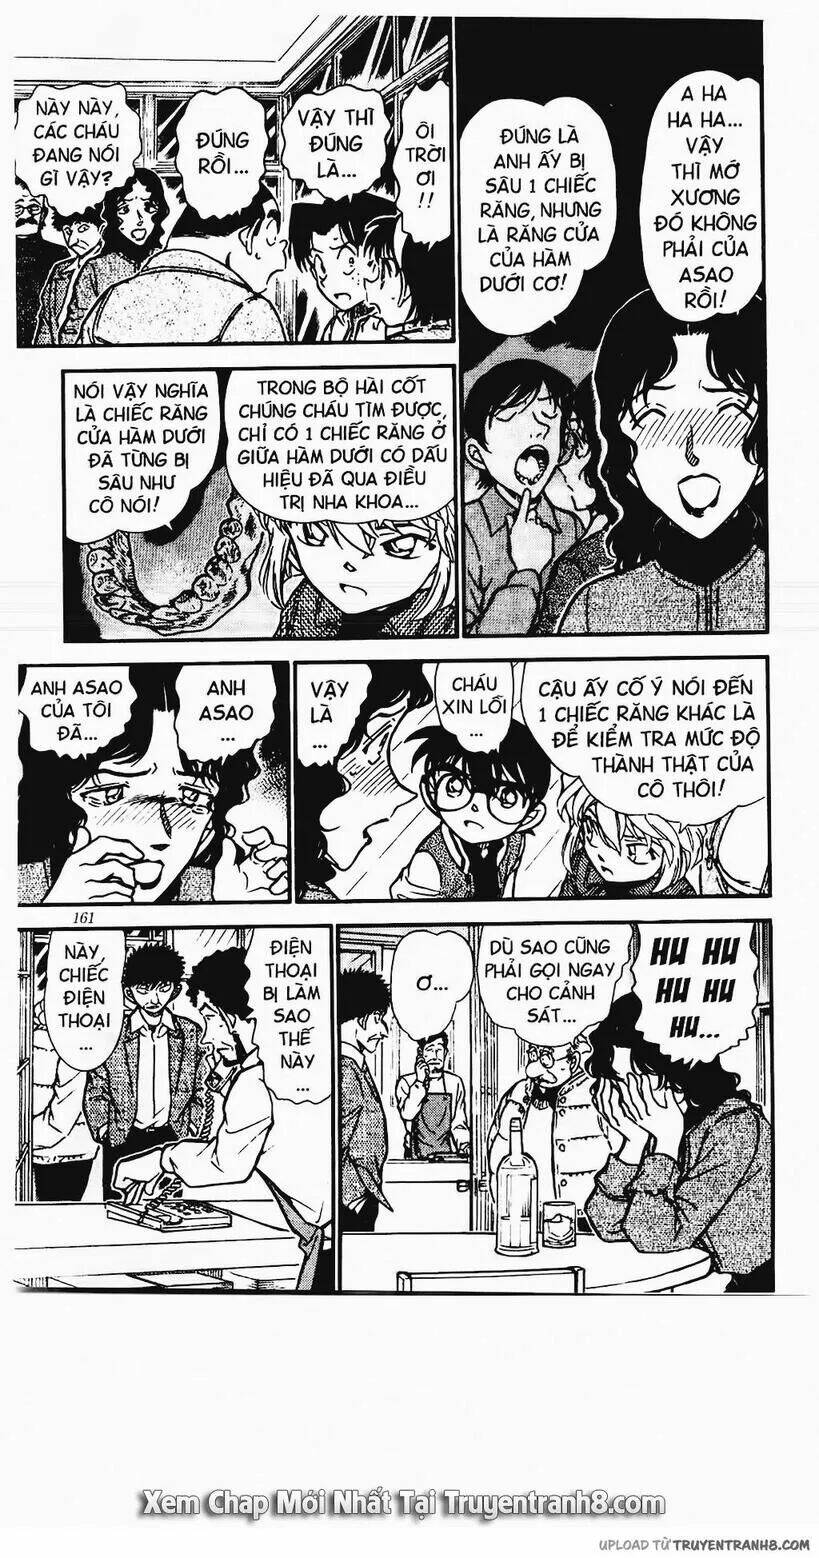 A HA
HA HA...
VẬY
THÌ MỚ
XƯƠNG
ĐÓ KHÔNG
PHẢI CỦA
ASAO
RỒI!
ĐÚNG LÀ
ANH ẤY BỊ
SÂU 1 CHIẾC
RĂNG, NHƯNG
LÀ RĂNG CỬA
CỦA HÀM
DƯỚI CƠ!
ÔI
TRỜI
ƠI
!!
VẬY THÌ
ĐÚNG
LÀ...
ĐÚNG
RỒI...
NÀY NÀY,
CÁC CHÁU
ĐANG NÓI
GÌ VẬY?
TRONG BỘ HÀI CỐT
CHÚNG CHÁU TÌM ĐƯỢC,
CHỈ CÓ 1 CHIẾC RĂNG Ở
GIỮA HÀM DƯỚI CÓ DẤU
HIỆU ĐÃ QUA ĐIỀU
TRỊ NHA KHOA...
NÓI VẬY NGHĨA
LÀ CHIẾC RĂNG
CỬA HÀM DƯỚI
ĐÃ TỪNG BỊ
SÂU NHƯ
CÔ NÓI!
CẬU ẤY CỐ Ý NÓI ĐẾN
1 CHIẾC RĂNG KHÁC LÀ
ĐỂ KIỂM TRA MỨC ĐỘ
THÀNH THẬT CỦA
CÔ THÔI!
CHÁU
XIN LỖI
...
VẬY
LÀ
...
ANH
ASAO...
ANH ASAO
CỦA TÔI
ĐÃ...
161
HU HU
HU HU
HU...
DÙ SAO CŨNG
PHẢI GỌI NGAY
CHO CẢNH
SÁT...
Ơ...
ĐIỆN
THOẠI
BỊ LÀM
SAO
THẾ
NÀY
...
NÀY,
CHIẾC
ĐIỆN
THOẠI
...
Xem Chap Mới Nhất Tại Truyentranh8.com
UPLOAD TỪ TRUYENTRANH8.COM